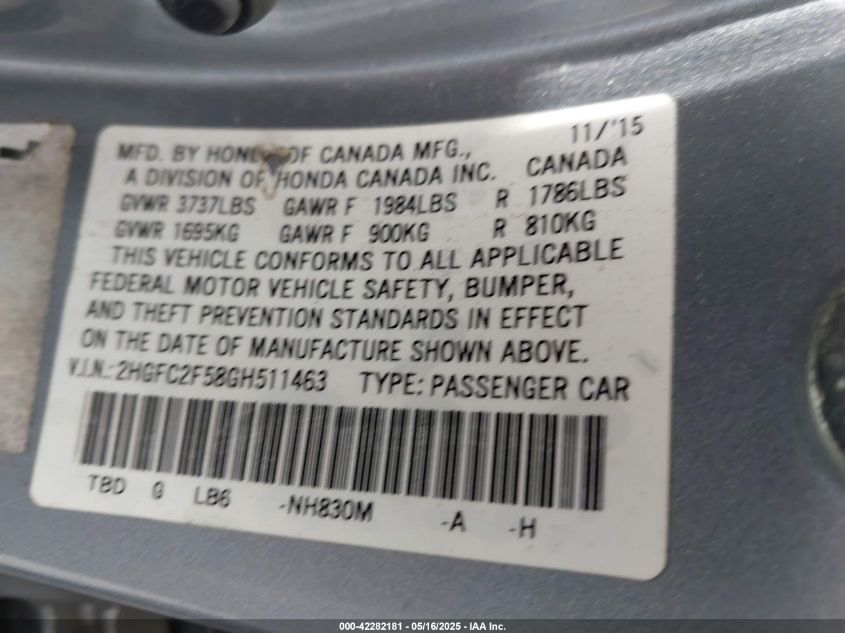 11/'15
MFD. BY HONDA OF CANADA MFG.,
A DIVISION OF HONDA CANADA INC. CANADA
GVWR 3737LBS GAWR F 1984LBS R 1786LBS
GVWR 1695KG GAWR F 900KG R 810KG
THIS VEHICLE CONFORMS TO ALL APPLICABLE
FEDERAL MOTOR VEHICLE SAFETY, BUMPER,
AND THEFT PREVENTION STANDARDS IN EFFECT
ON THE DATE OF MANUFACTURE SHOWN ABOVE.
V.I.N.: 2HGFC2F58GH511463 TYPE: PASSENGER CAR
TBD G LB6 -NH830M -A -H
000-42282181 - 05/16/2025 - IAA Inc.